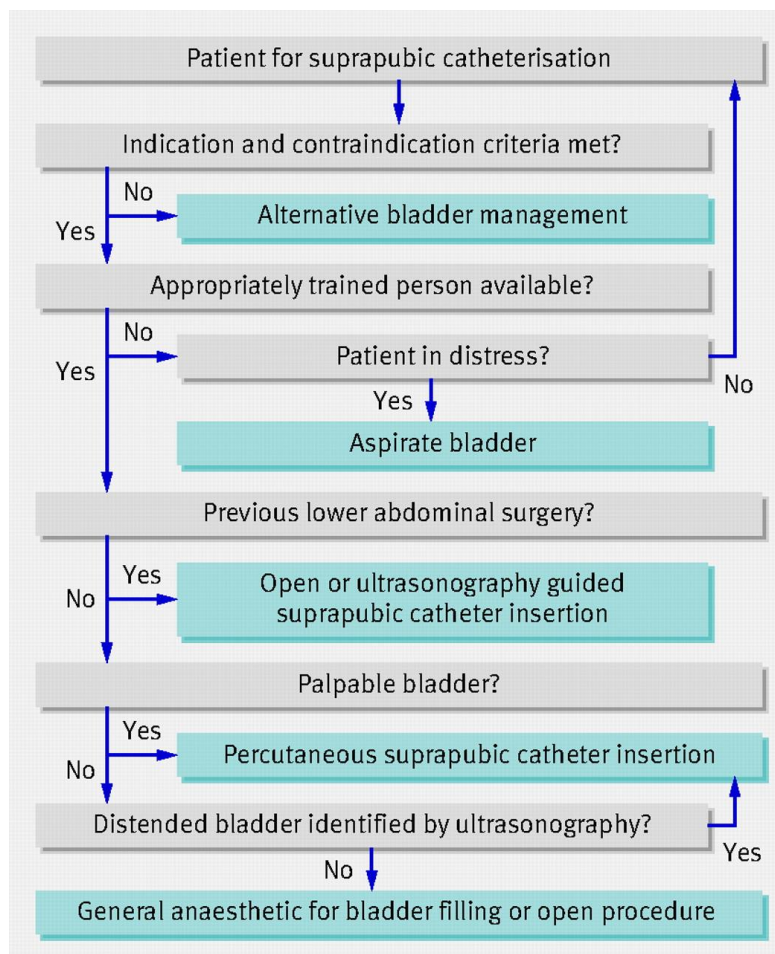 Patient for suprapubic catheterisation
Indication and contraindication criteria met?
No
Alternative bladder management
Yes
Appropriately trained person available?
No
Patient in distress?
Yes
No
Yes
Aspirate bladder
Previous lower abdominal surgery?
Yes
Open or ultrasonography guided
suprapubic catheter insertion
No
Palpable bladder?
Yes
Percutaneous suprapubic catheter insertion
No
Distended bladder identified by ultrasonography?
Yes
No
General anaesthetic for bladder filling or open procedure